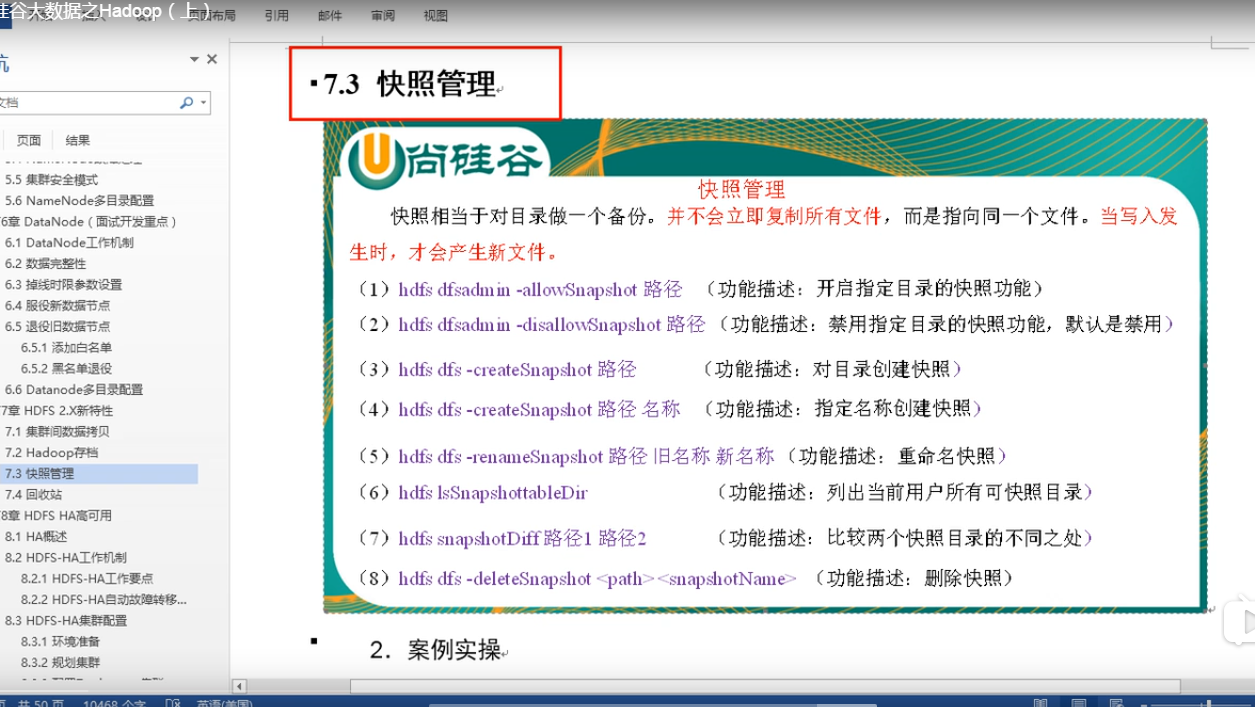 硅谷大数据之Hadoop（上）
页面布局 引用 邮件 审阅 视图
航
文档
页面 结果
5.5 集群安全模式
5.6 NameNode多目录配置
6章 DataNode（面试开发重点）
6.1 DataNode工作机制
6.2 数据完整性
6.3 掉线时限参数设置
6.4 服役新数据节点
6.5 退役旧数据节点
6.5.1 添加白名单
6.5.2 黑名单退役
6.6 Datanode多目录配置
7章 HDFS 2.X新特性
7.1 集群间数据拷贝
7.2 Hadoop存档
7.3 快照管理
7.4 回收站
8章 HDFS HA高可用
8.1 HA概述
8.2 HDFS-HA工作机制
8.2.1 HDFS-HA工作要点
8.2.2 HDFS-HA自动故障转移...
8.3 HDFS-HA集群配置
8.3.1 环境准备
8.3.2 规划集群
7.3 快照管理
尚硅谷
快照管理
快照相当于对目录做一个备份。并不会立即复制所有文件，而是指向同一个文件。当写入发
生时，才会产生新文件。
（1）hdfs dfsadmin -allowSnapshot 路径 （功能描述：开启指定目录的快照功能）
（2）hdfs dfsadmin -disallowSnapshot 路径 （功能描述：禁用指定目录的快照功能，默认是禁用）
（3）hdfs dfs -createSnapshot 路径 （功能描述：对目录创建快照）
（4）hdfs dfs -createSnapshot 路径 名称 （功能描述：指定名称创建快照）
（5）hdfs dfs -renameSnapshot 路径 旧名称 新名称 （功能描述：重命名快照）
（6）hdfs lsSnapshottableDir （功能描述：列出当前用户所有可快照目录）
（7）hdfs snapshotDiff 路径1 路径2 （功能描述：比较两个快照目录的不同之处）
（8）hdfs dfs -deleteSnapshot <path> <snapshotName> （功能描述：删除快照）
2．案例实操
页，共 50 页 10468 个字 英语(美国)